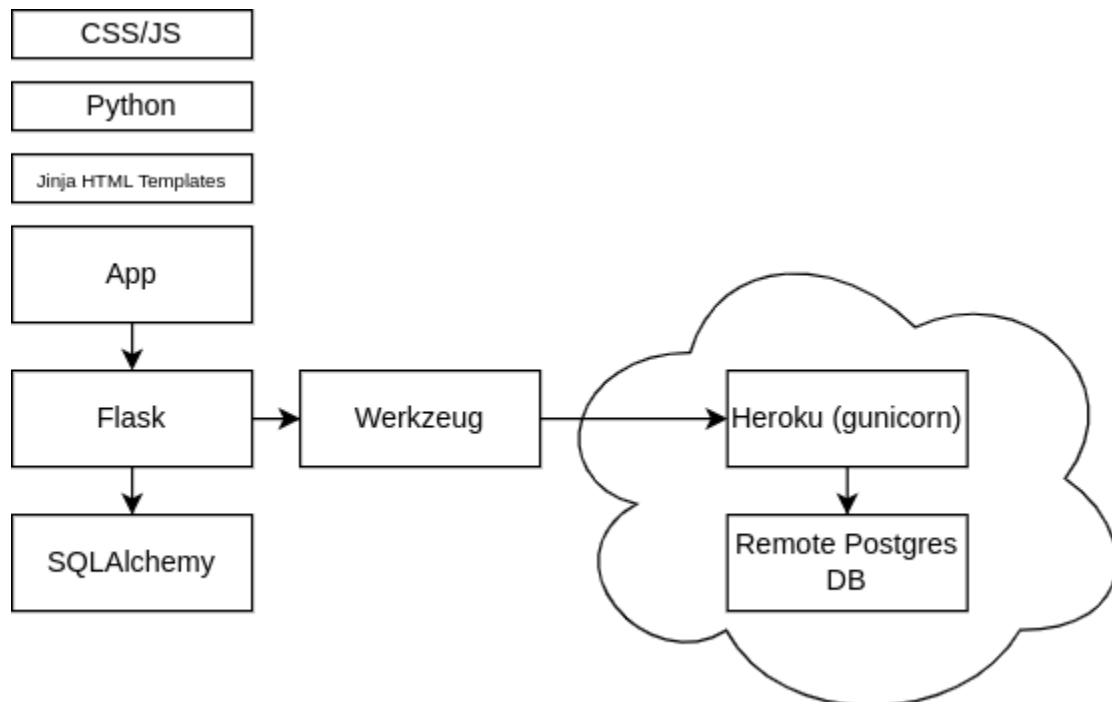 CSS/JS
Python
Jinja HTML Templates
App
Flask
Werkzeug
Heroku (gunicorn)
SQLAlchemy
Remote Postgres
DB